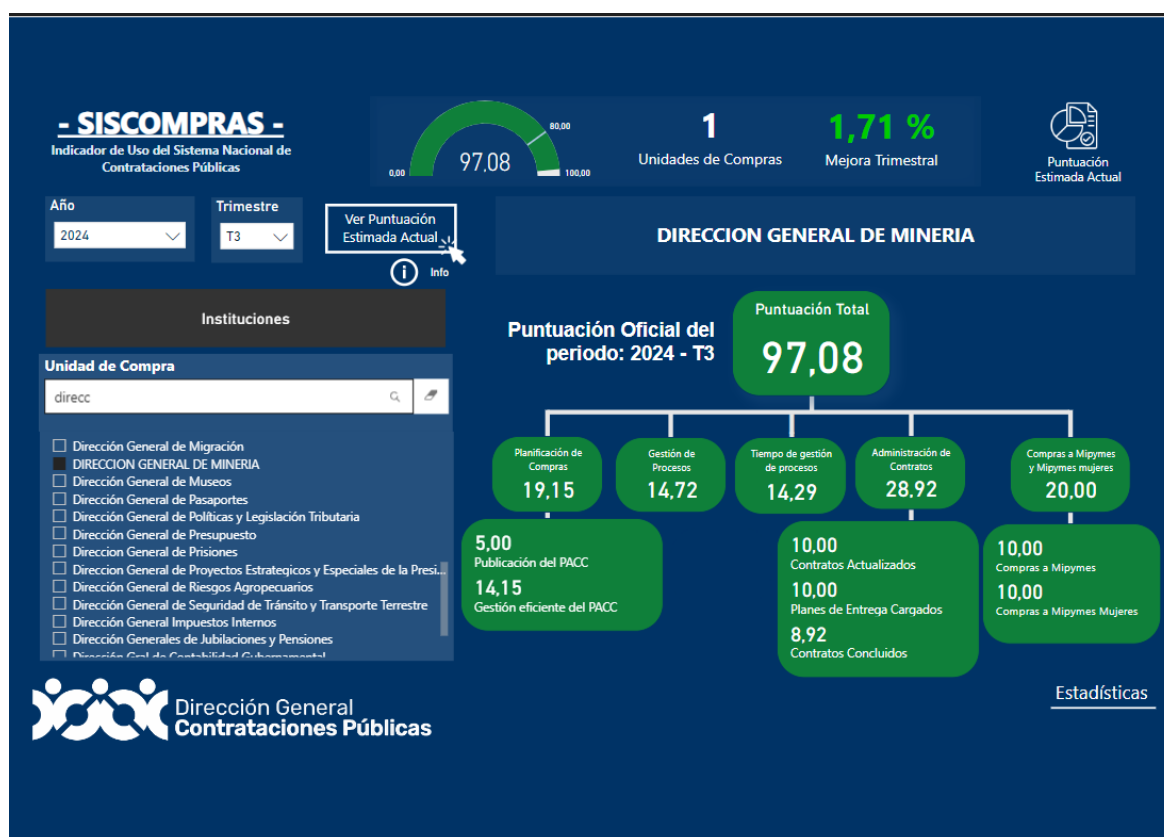 - SISCOMPRAS -
Indicador de Uso del Sistema Nacional de
Contrataciones Públicas
0,00
97,08
80,00
100,00
1
Unidades de Compras
1,71 %
Mejora Trimestral
Puntuación
Estimada Actual
Año
2024
Trimestre
T3
Ver Puntuación
Estimada Actual
i Info
DIRECCION GENERAL DE MINERIA
Instituciones
Unidad de Compra
direcc
Dirección General de Migración
DIRECCION GENERAL DE MINERIA
Dirección General de Museos
Dirección General de Pasaportes
Dirección General de Políticas y Legislación Tributaria
Dirección General de Presupuesto
Direccion General de Prisiones
Direccion General de Proyectos Estrategicos y Especiales de la Presi...
Dirección General de Riesgos Agropecuarios
Dirección General de Seguridad de Tránsito y Transporte Terrestre
Dirección General Impuestos Internos
Dirección Generales de Jubilaciones y Pensiones
Dirección Gral de Contabilidad Gubernamental
Puntuación Oficial del
periodo: 2024 - T3
Puntuación Total
97,08
Planificación de
Compras
19,15
Gestión de
Procesos
14,72
Tiempo de gestión
de procesos
14,29
Administración de
Contratos
28,92
Compras a Mipymes
y Mipymes mujeres
20,00
5,00
Publicación del PACC
14,15
Gestión eficiente del PACC
10,00
Contratos Actualizados
10,00
Planes de Entrega Cargados
8,92
Contratos Concluidos
10,00
Compras a Mipymes
10,00
Compras a Mipymes Mujeres
Dirección General
Contrataciones Públicas
Estadísticas